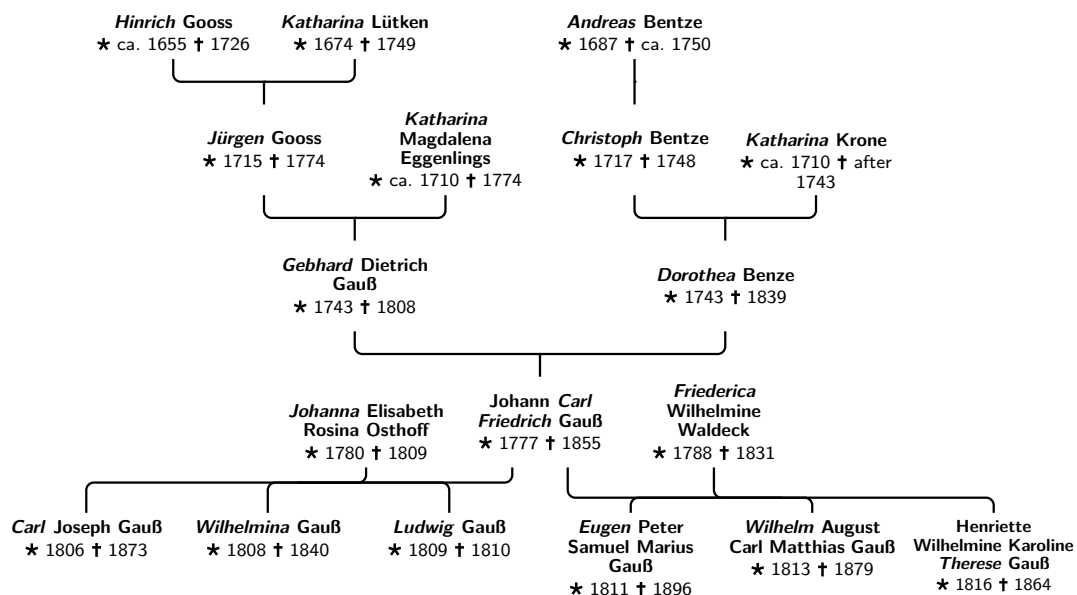 Hinrich Gooss
★ ca. 1655 ✝ 1726
Katharina Lütken
★ 1674 ✝ 1749
Andreas Bentze
★ 1687 ✝ ca. 1750
Jürgen Gooss
★ 1715 ✝ 1774
Katharina
Magdalena
Eggenlings
★ ca. 1710 ✝ 1774
Christoph Bentze
★ 1717 ✝ 1748
Katharina Krone
★ ca. 1710 ✝ after
1743
Gebhard Dietrich
Gauß
★ 1743 ✝ 1808
Dorothea Benze
★ 1743 ✝ 1839
Johanna Elisabeth
Rosina Osthoff
★ 1780 ✝ 1809
Johann Carl
Friedrich Gauß
★ 1777 ✝ 1855
Friederica
Wilhelmine
Waldeck
★ 1788 ✝ 1831
Carl Joseph Gauß
★ 1806 ✝ 1873
Wilhelmina Gauß
★ 1808 ✝ 1840
Ludwig Gauß
★ 1809 ✝ 1810
Eugen Peter
Samuel Marius
Gauß
★ 1811 ✝ 1896
Wilhelm August
Carl Matthias Gauß
★ 1813 ✝ 1879
Henriette
Wilhelmine Karoline
Therese Gauß
★ 1816 ✝ 1864